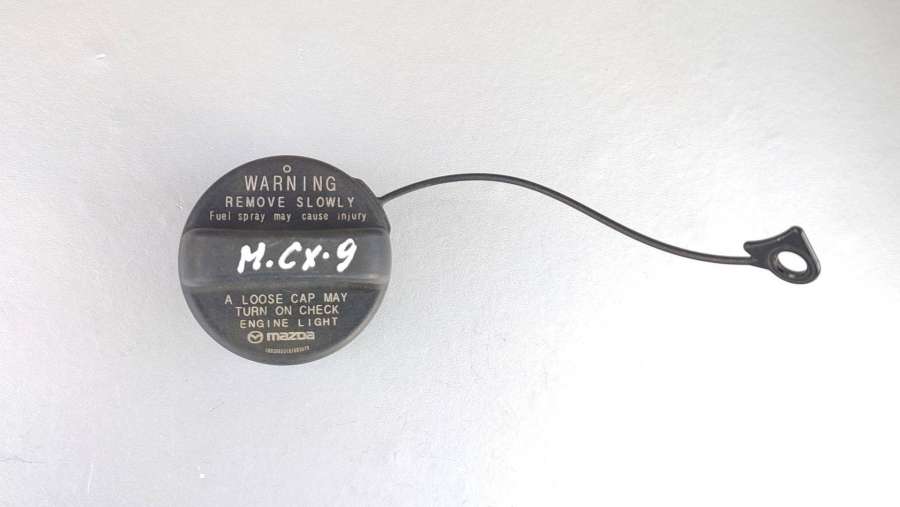 WARNING
REMOVE SLOWLY
Fuel spray may cause injury
M.CX-9
A LOOSE CAP MAY
TURN ON CHECK
ENGINE LIGHT
mazda